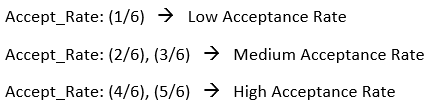 Accept_Rate: (1/6) → Low Acceptance Rate
Accept_Rate: (2/6), (3/6) → Medium Acceptance Rate
Accept_Rate: (4/6), (5/6) → High Acceptance Rate